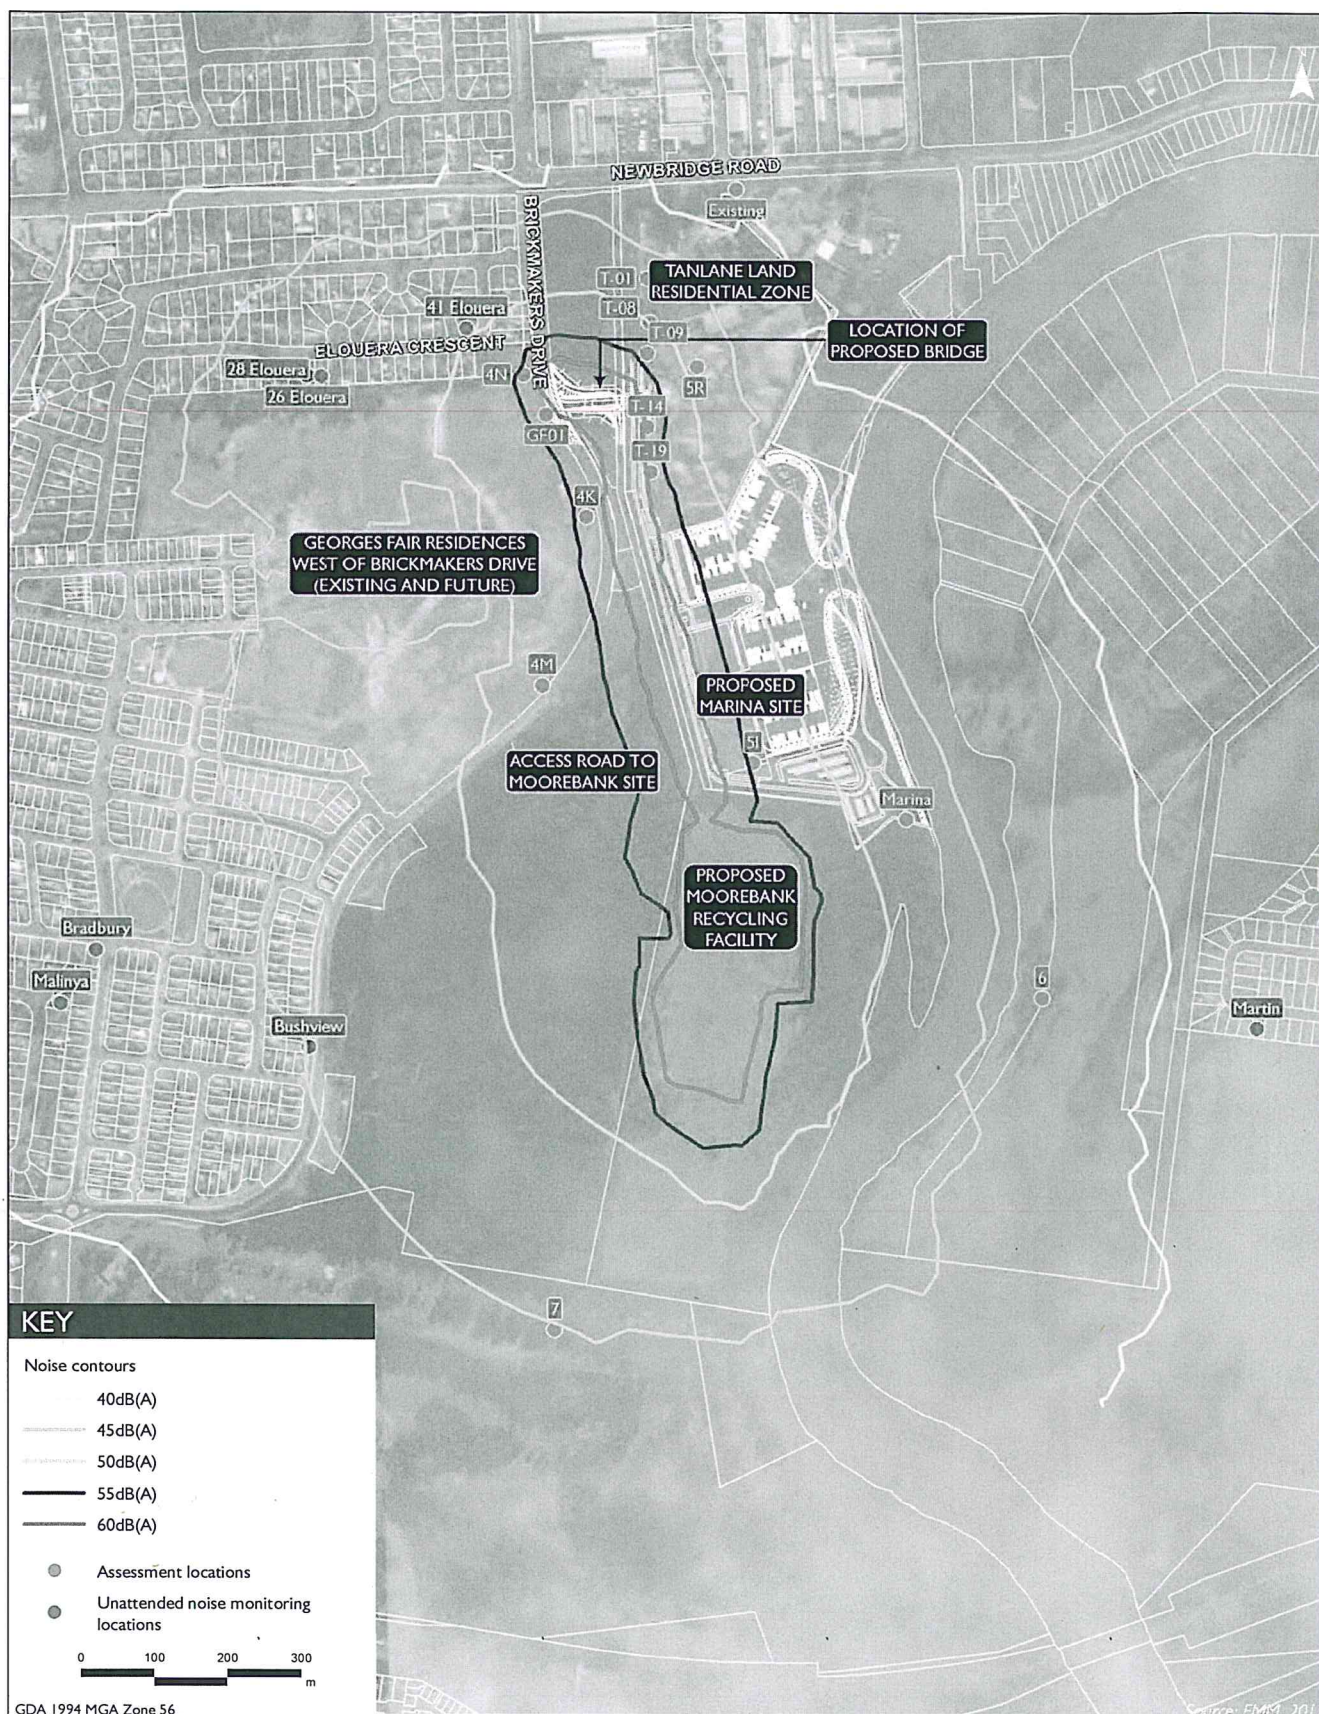 NEWBRIDGE ROAD
Existing
BRICKMAKERS DRIVE
T-01
TANLANE LAND
RESIDENTIAL ZONE
T-08
41 Elouera
T-09
LOCATION OF
PROPOSED BRIDGE
ELOUERA CRESCENT
28 Elouera
4N
5R
26 Elouera
T-14
GF01
T-19
4K
GEORGES FAIR RESIDENCES
WEST OF BRICKMAKERS DRIVE
(EXISTING AND FUTURE)
4M
PROPOSED
MARINA SITE
5I
ACCESS ROAD TO
MOOREBANK SITE
Marina
PROPOSED
MOOREBANK
RECYCLING
FACILITY
Bradbury
6
Malinya
Martin
Bushview
7
KEY
Noise contours
40dB(A)
45dB(A)
50dB(A)
55dB(A)
60dB(A)
Assessment locations
Unattended noise monitoring
locations
0 100 200 300
m
GDA 1994 MGA Zone 56
Source: EMM, 201